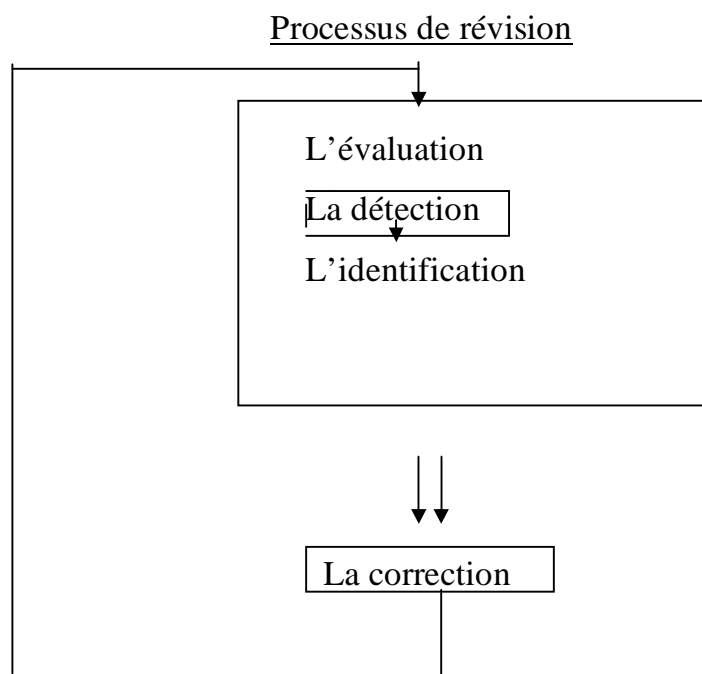 Processus de révision
L’évaluation
La détection
L’identification
La correction